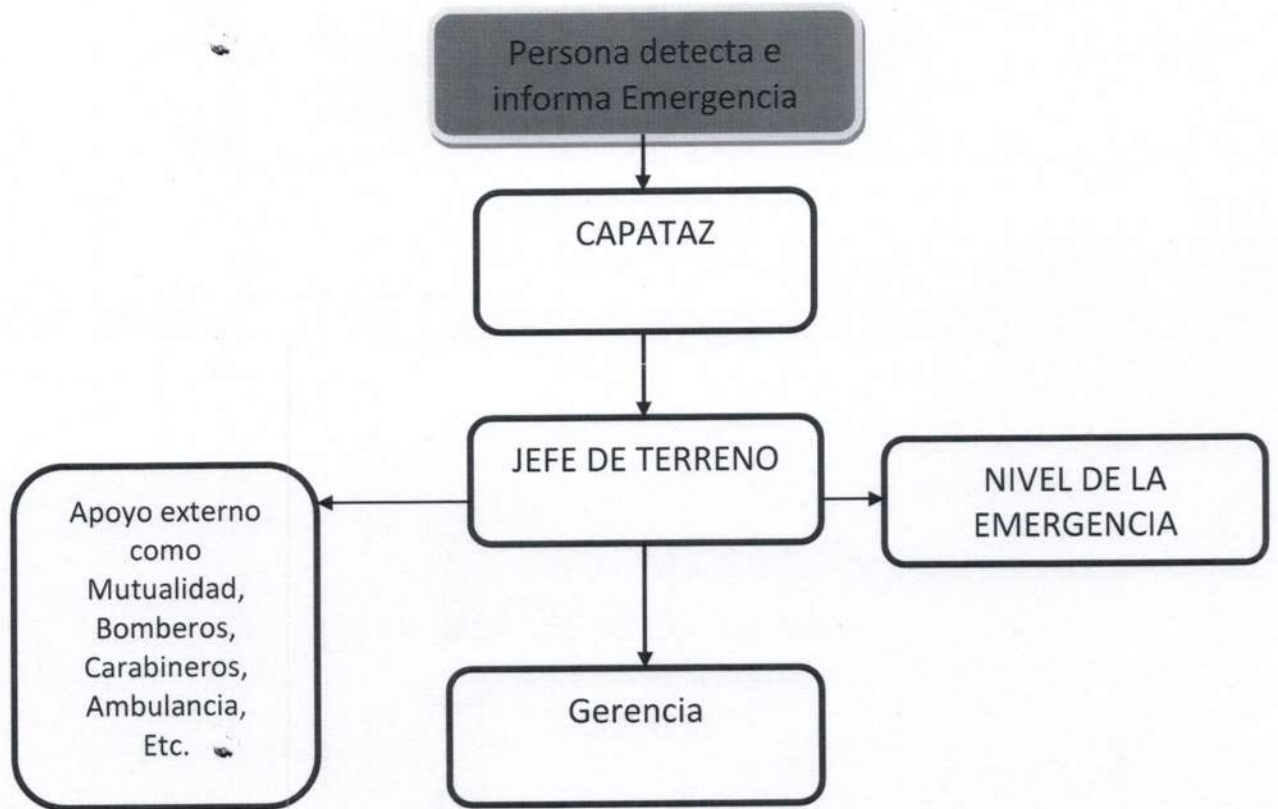 Persona detecta e
informa Emergencia
CAPATAZ
JEFE DE TERRENO
NIVEL DE LA
EMERGENCIA
Apoyo externo
como
Mutualidad,
Bomberos,
Carabineros,
Ambulancia,
Etc.
Gerencia